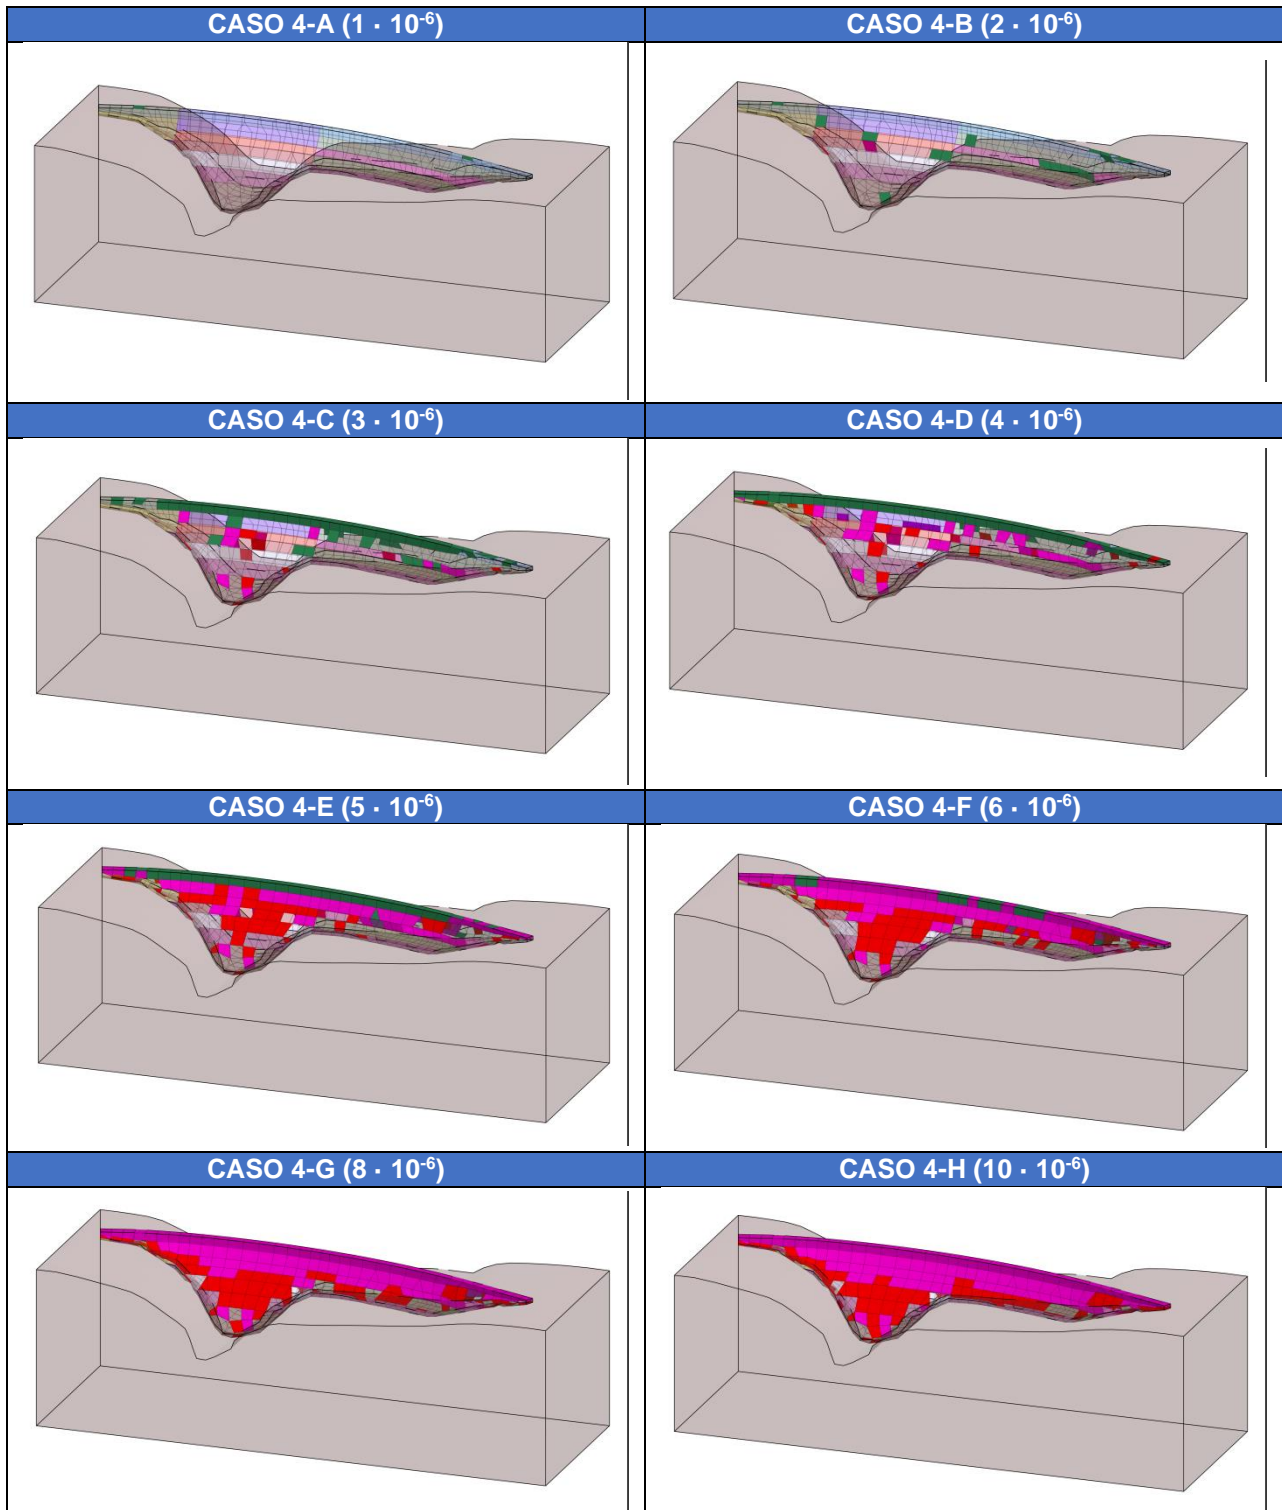 CASO 4-A (1 · 10⁻⁶)
CASO 4-B (2 · 10⁻⁶)
CASO 4-C (3 · 10⁻⁶)
CASO 4-D (4 · 10⁻⁶)
CASO 4-E (5 · 10⁻⁶)
CASO 4-F (6 · 10⁻⁶)
CASO 4-G (8 · 10⁻⁶)
CASO 4-H (10 · 10⁻⁶)